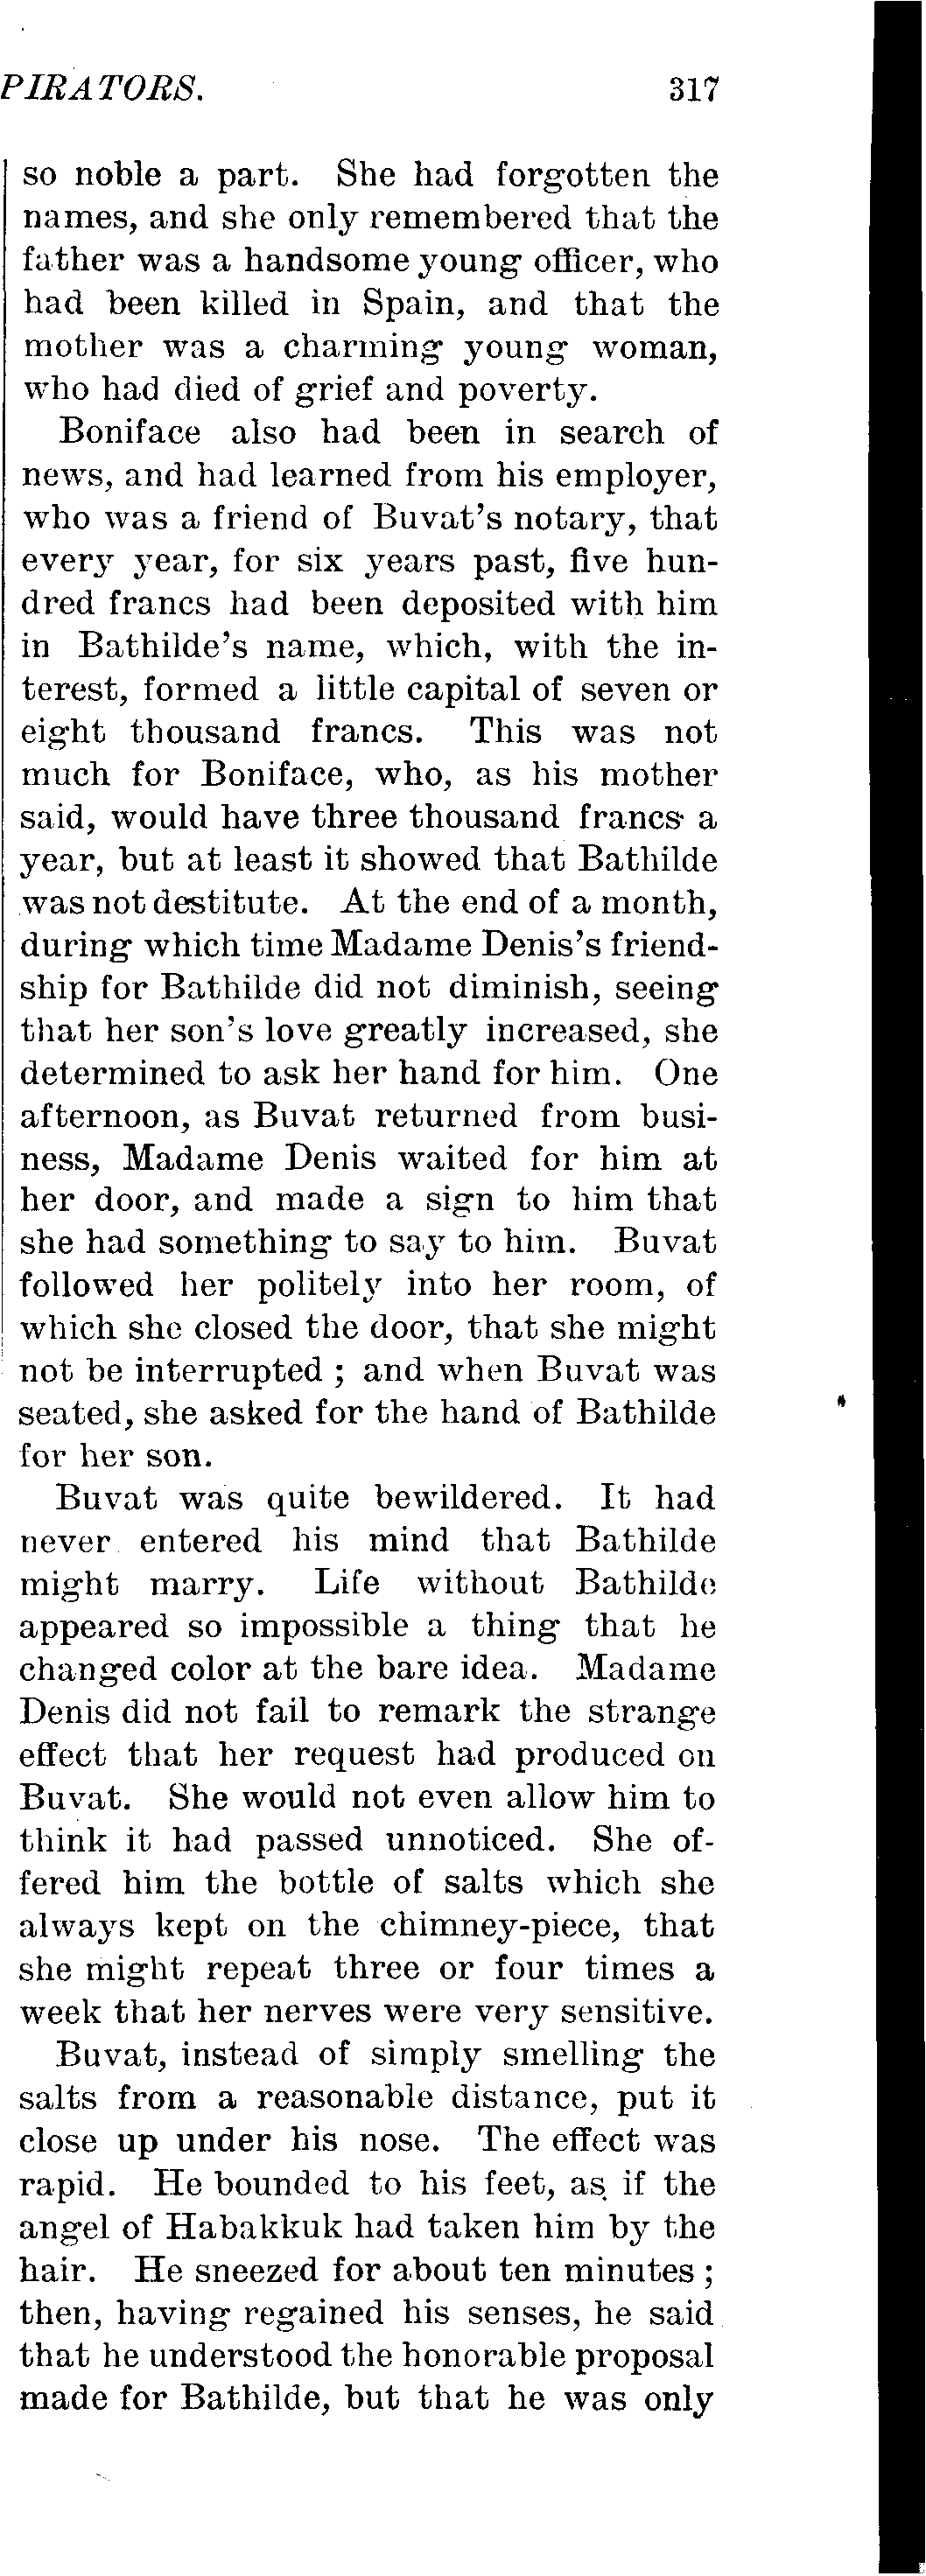 PIRATORS. 317
so noble a part. She had forgotten the
names, and she only remembered that the
father was a handsome young officer, who
had been killed in Spain, and that the
mother was a charming young woman,
who had died of grief and poverty.
Boniface also had been in search of
news, and had learned from his employer,
who was a friend of Buvat's notary, that
every year, for six years past, five hun-
dred francs had been deposited with him
in Bathilde's name, which, with the in-
terest, formed a little capital of seven or
eight thousand francs. This was not
much for Boniface, who, as his mother
said, would have three thousand francs a
year, but at least it showed that Bathilde
was not destitute. At the end of a month,
during which time Madame Denis's friend-
ship for Bathilde did not diminish, seeing
that her son's love greatly increased, she
determined to ask her hand for him. One
afternoon, as Buvat returned from busi-
ness, Madame Denis waited for him at
her door, and made a sign to him that
she had something to say to him. Buvat
followed her politely into her room, of
which she closed the door, that she might
not be interrupted ; and when Buvat was
seated, she asked for the hand of Bathilde
for her son.
Buvat was quite bewildered. It had
never entered his mind that Bathilde
might marry. Life without Bathilde
appeared so impossible a thing that he
changed color at the bare idea. Madame
Denis did not fail to remark the strange
effect that her request had produced on
Buvat. She would not even allow him to
think it had passed unnoticed. She of-
fered him the bottle of salts which she
always kept on the chimney-piece, that
she might repeat three or four times a
week that her nerves were very sensitive.
Buvat, instead of simply smelling the
salts from a reasonable distance, put it
close up under his nose. The effect was
rapid. He bounded to his feet, as if the
angel of Habakkuk had taken him by the
hair. He sneezed for about ten minutes ;
then, having regained his senses, he said
that he understood the honorable proposal
made for Bathilde, but that he was only